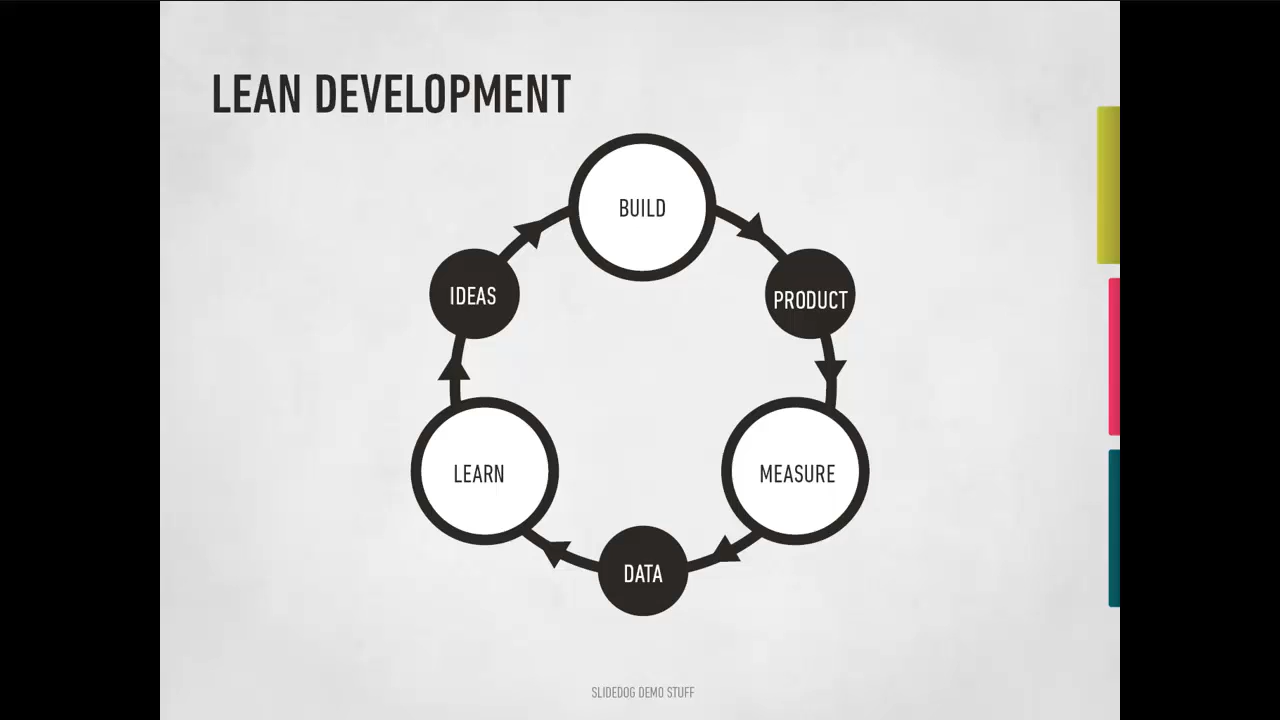 LEAN DEVELOPMENT
BUILD
IDEAS
PRODUCT
LEARN
MEASURE
DATA
SLIDEDOG DEMO STUFF